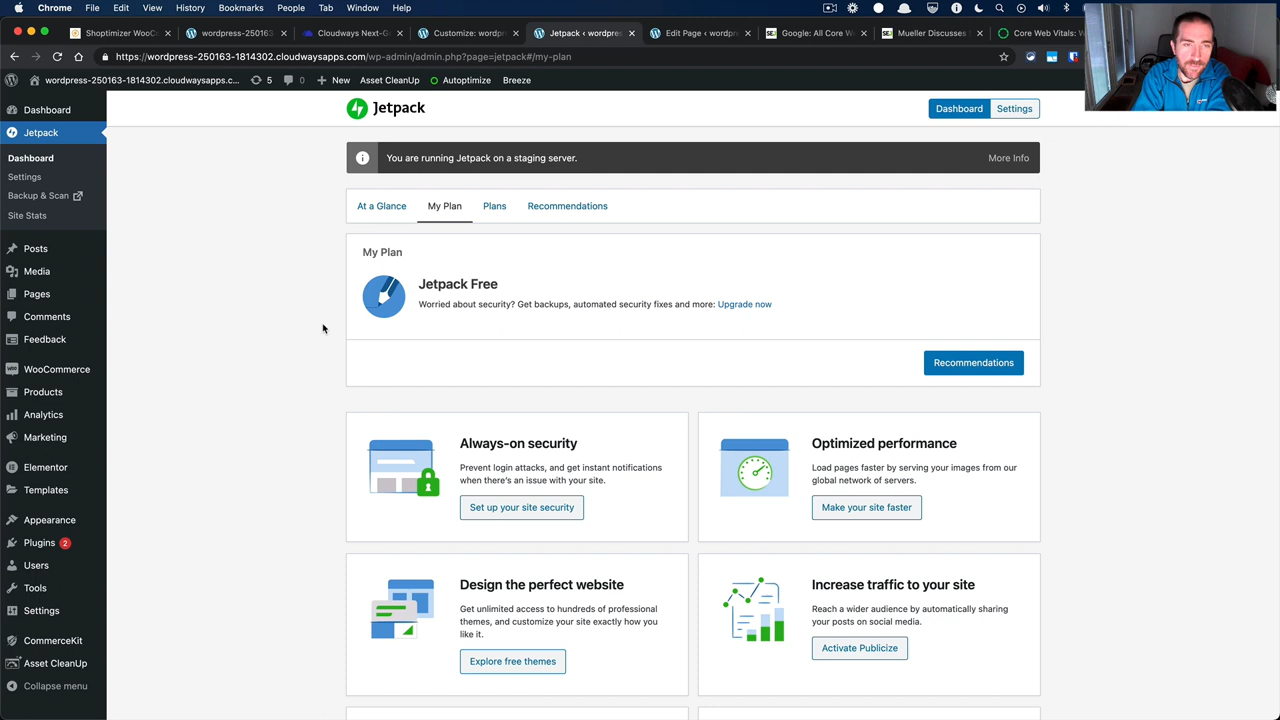 Chrome File Edit View History Bookmarks People Tab Window Help
Shoptimizer WooC
wordpress-250163
Cloudways Next-G
Customize: wordpr
Jetpack ‹ wordpres
Edit Page ‹ wordpr
Google: All Core W
Mueller Discusses
Core Web Vitals: W
wordpress-250163-1814302.cloudwaysapps.com/wp-admin/admin.php?page=jetpack#/my-plan
wordpress-250163-1814302.cloudwaysapps.c... 5 0 New Asset CleanUp Autoptimize Breeze
Dashboard
Jetpack
Dashboard
Settings
Backup & Scan
Site Stats
Posts
Media
Pages
Comments
Feedback
WooCommerce
Products
Analytics
Marketing
Elementor
Templates
Appearance
Plugins 2
Users
Tools
Settings
CommerceKit
Asset CleanUp
Collapse menu
Jetpack
Dashboard Settings
You are running Jetpack on a staging server. More Info
At a Glance My Plan Plans Recommendations
My Plan
Jetpack Free
Worried about security? Get backups, automated security fixes and more: Upgrade now
Recommendations
Always-on security
Prevent login attacks, and get instant notifications
when there's an issue with your site.
Set up your site security
Optimized performance
Load pages faster by serving your images from our
global network of servers.
Make your site faster
Design the perfect website
Get unlimited access to hundreds of professional
themes, and customize your site exactly how you
like it.
Explore free themes
Increase traffic to your site
Reach a wider audience by automatically sharing
your posts on social media.
Activate Publicize